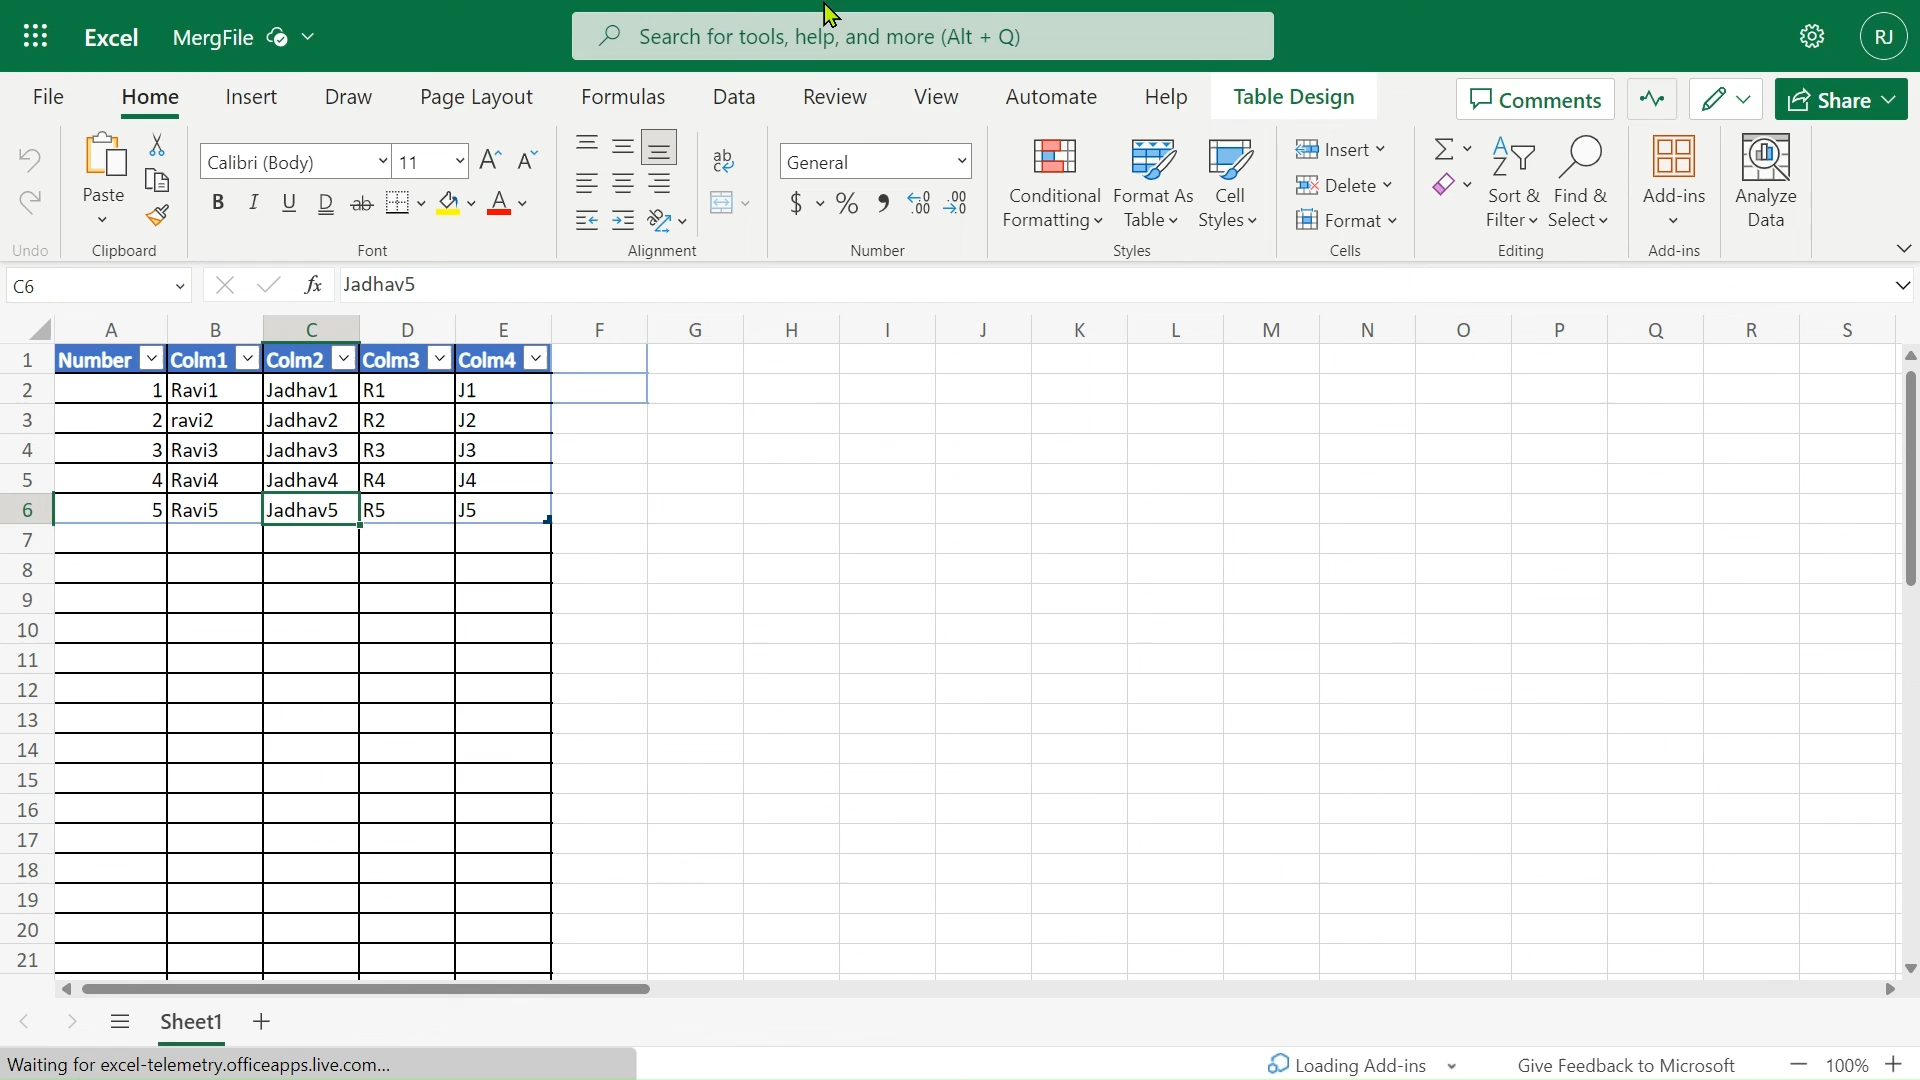 Excel MergFile Search for tools, help, and more (Alt + Q) RJ
File Home Insert Draw Page Layout Formulas Data Review View Automate Help Table Design Comments Share
Calibri (Body) 11 ab General Insert
Paste Conditional Format As Cell Delete Sort & Find & Add-ins Analyze
B I U D ab A $ % Formatting Table Styles Format Filter Select Data
Undo Clipboard Font Alignment Number Styles Cells Editing Add-ins
C6 fx Jadhav5
A B C D E F G H I J K L M N O P Q R S
1 Number Colm1 Colm2 Colm3 Colm4
2 1 Ravi1 Jadhav1 R1 J1
3 2 ravi2 Jadhav2 R2 J2
4 3 Ravi3 Jadhav3 R3 J3
5 4 Ravi4 Jadhav4 R4 J4
6 5 Ravi5 Jadhav5 R5 J5
7
8
9
10
11
12
13
14
15
16
17
18
19
20
21
Sheet1
Waiting for excel-telemetry.officeapps.live.com... Loading Add-ins Give Feedback to Microsoft 100%